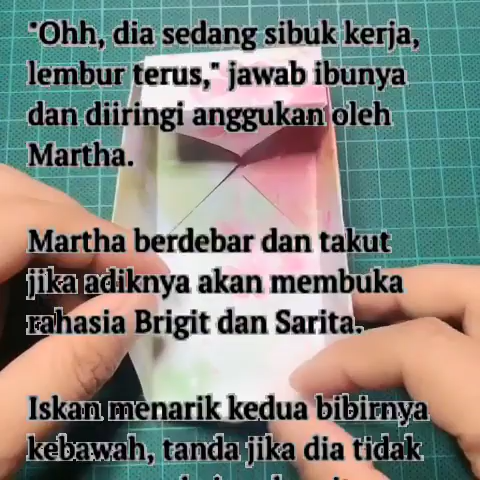 "Ohh, dia sedang sibuk kerja,
lembur terus," jawab ibunya
dan diiringi anggukan oleh
Martha.
Martha berdebar dan takut
jika adiknya akan membuka
rahasia Brigit dan Sarita.
Iskan menarik kedua bibirnya
kebawah, tanda jika dia tidak